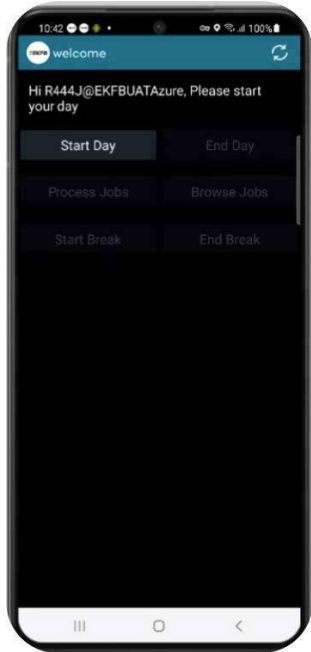 10:42
100%
welcome
Hi R444J@EKFBUATAzure, Please start
your day
Start Day
End Day
Process Jobs
Browse Jobs
Start Break
End Break